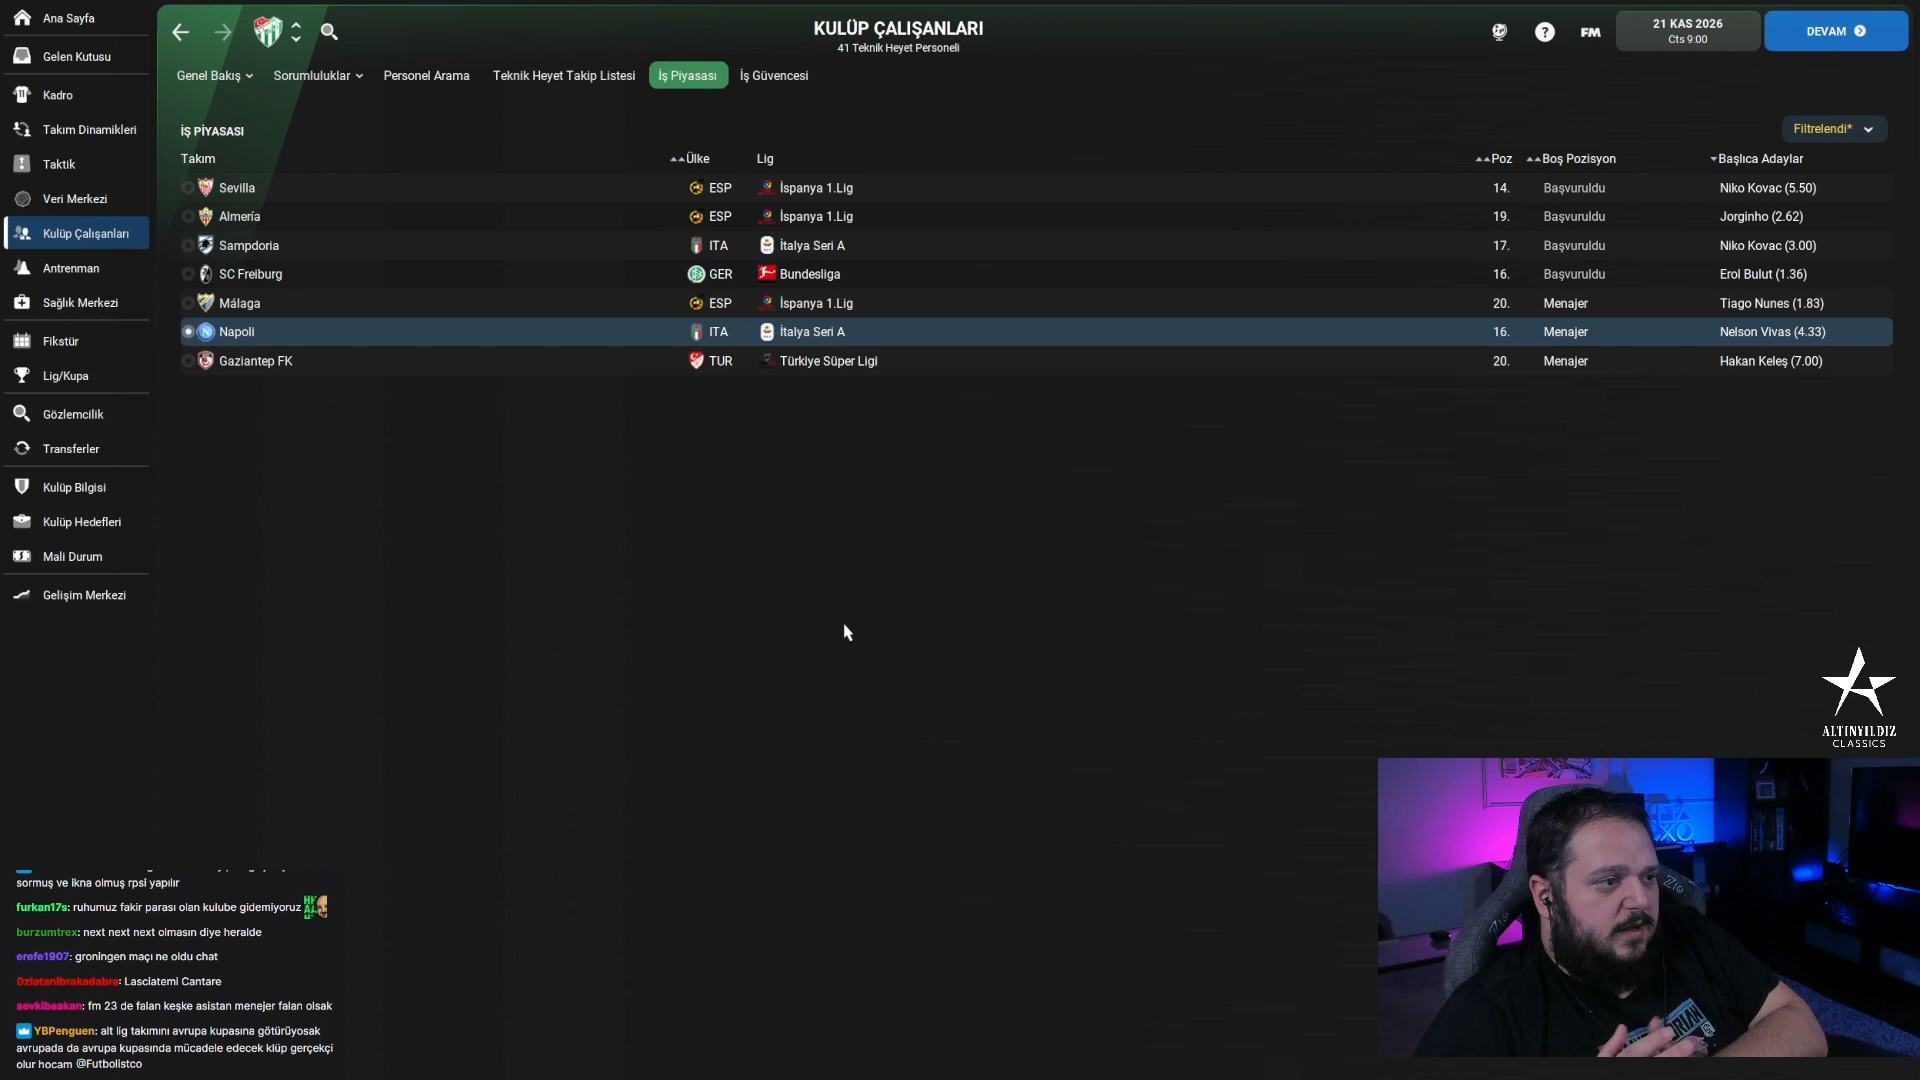 Ana Sayfa
Gelen Kutusu
Kadro
Takım Dinamikleri
Taktik
Veri Merkezi
Kulüp Çalışanları
Antrenman
Sağlık Merkezi
Fikstür
Lig/Kupa
Gözlemcilik
Transferler
Kulüp Bilgisi
Kulüp Hedefleri
Mali Durum
Gelişim Merkezi
KULÜP ÇALIŞANLARI
41 Teknik Heyet Personeli
FM
21 KAS 2026
Cts 9:00
DEVAM
Genel Bakış Sorumluluklar Personel Arama Teknik Heyet Takip Listesi İş Piyasası İş Güvencesi
İŞ PİYASASI
Filtrelendi*
Takım Ülke Lig Poz Boş Pozisyon Başlıca Adaylar
Sevilla ESP İspanya 1.Lig 14. Başvuruldu Niko Kovac (5.50)
Almería ESP İspanya 1.Lig 19. Başvuruldu Jorginho (2.62)
Sampdoria ITA İtalya Seri A 17. Başvuruldu Niko Kovac (3.00)
SC Freiburg GER Bundesliga 16. Başvuruldu Erol Bulut (1.36)
Málaga ESP İspanya 1.Lig 20. Menajer Tiago Nunes (1.83)
Napoli ITA İtalya Seri A 16. Menajer Nelson Vivas (4.33)
Gaziantep FK TUR Türkiye Süper Ligi 20. Menajer Hakan Keleş (7.00)
ALTINYILDIZ
CLASSICS
sormuş ve ikna olmuş rpsi yapılır
furkan17s: ruhumuz fakir parası olan kulube gidemiyoruz
burzumtrex: next next next olmasın diye heralde
erefe1907: groningen maçı ne oldu chat
0zlatanibrakadabra: Lasciatemi Cantare
sevkibaskan: fm 23 de falan keşke asistan menejer falan olsak
YBPenguen: alt lig takımını avrupa kupasına götürüyosak
avrupada da avrupa kupasında mücadele edecek klüp gerçekçi
olur hocam @Futbolistco